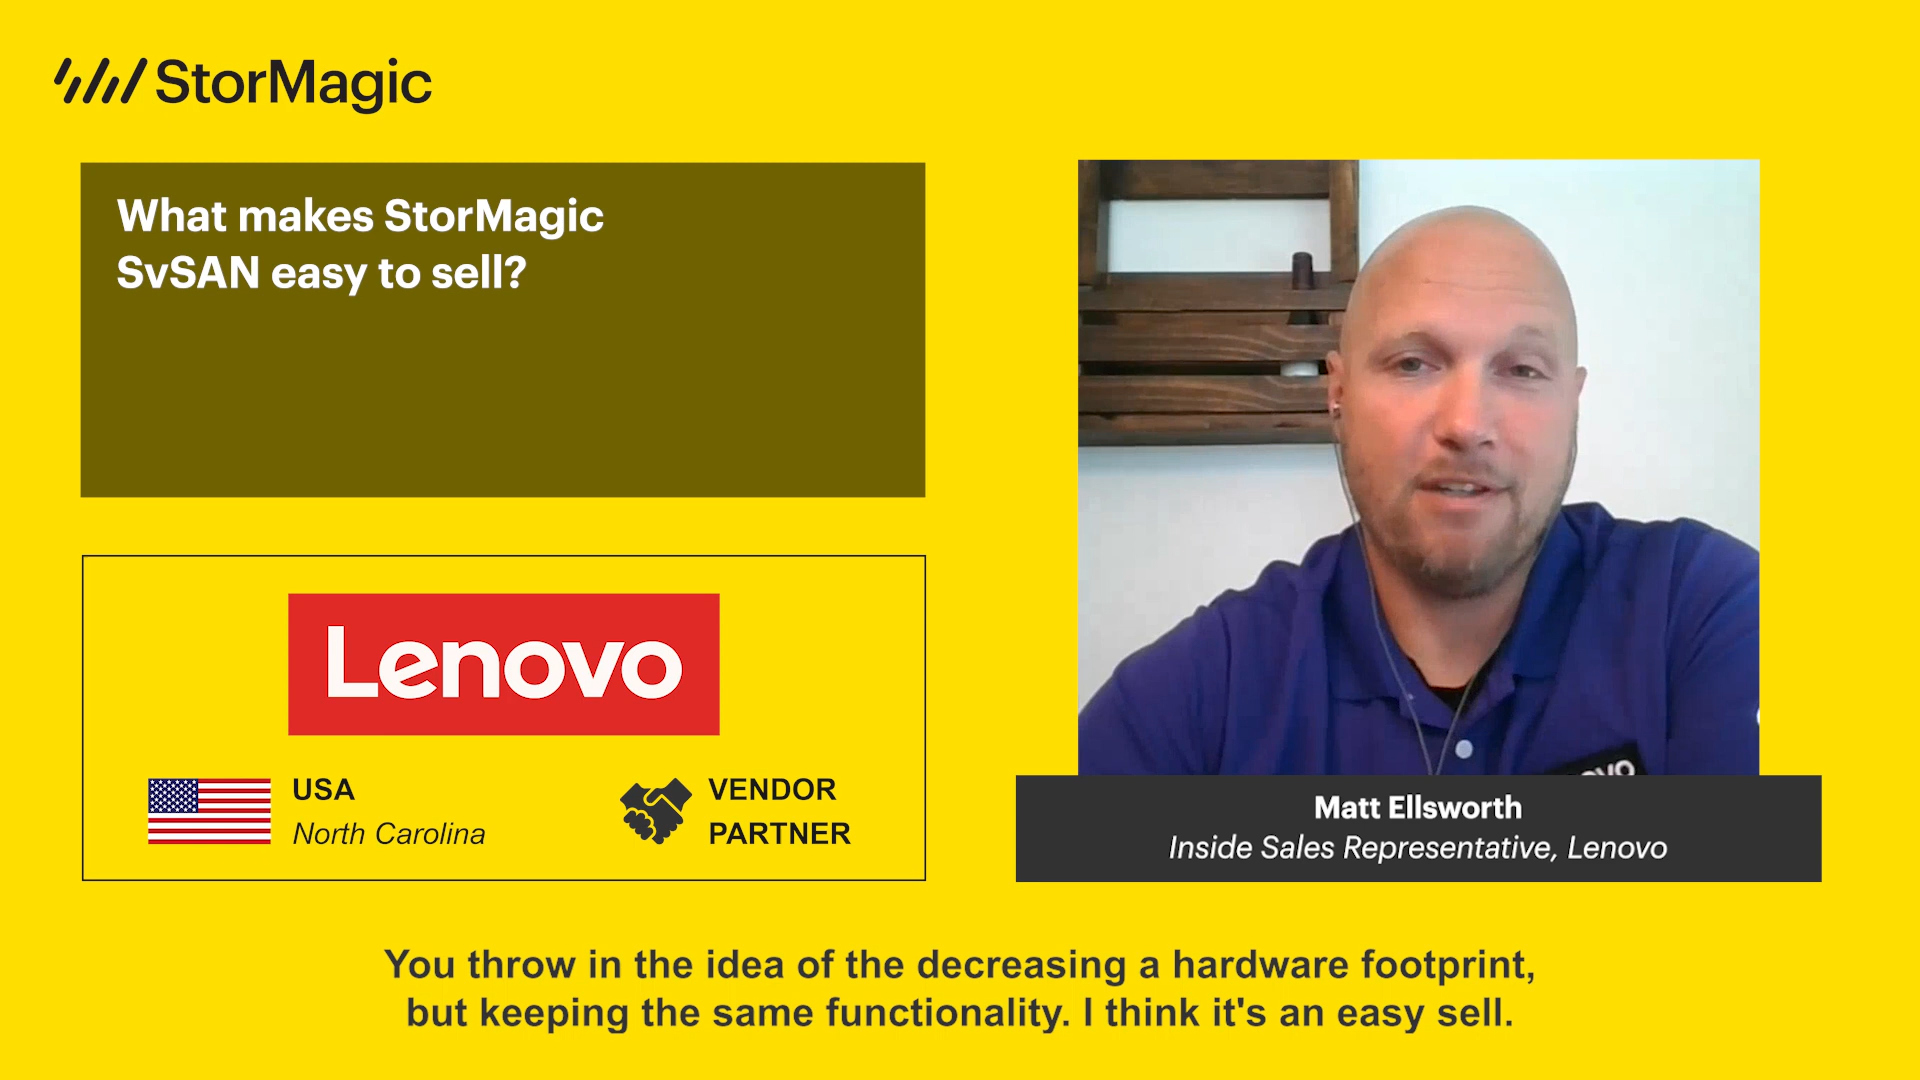 StorMagic
What makes StorMagic
SvSAN easy to sell?
Lenovo
USA
North Carolina
VENDOR
PARTNER
Matt Ellsworth
Inside Sales Representative, Lenovo
You throw in the idea of the decreasing a hardware footprint,
but keeping the same functionality. I think it's an easy sell.